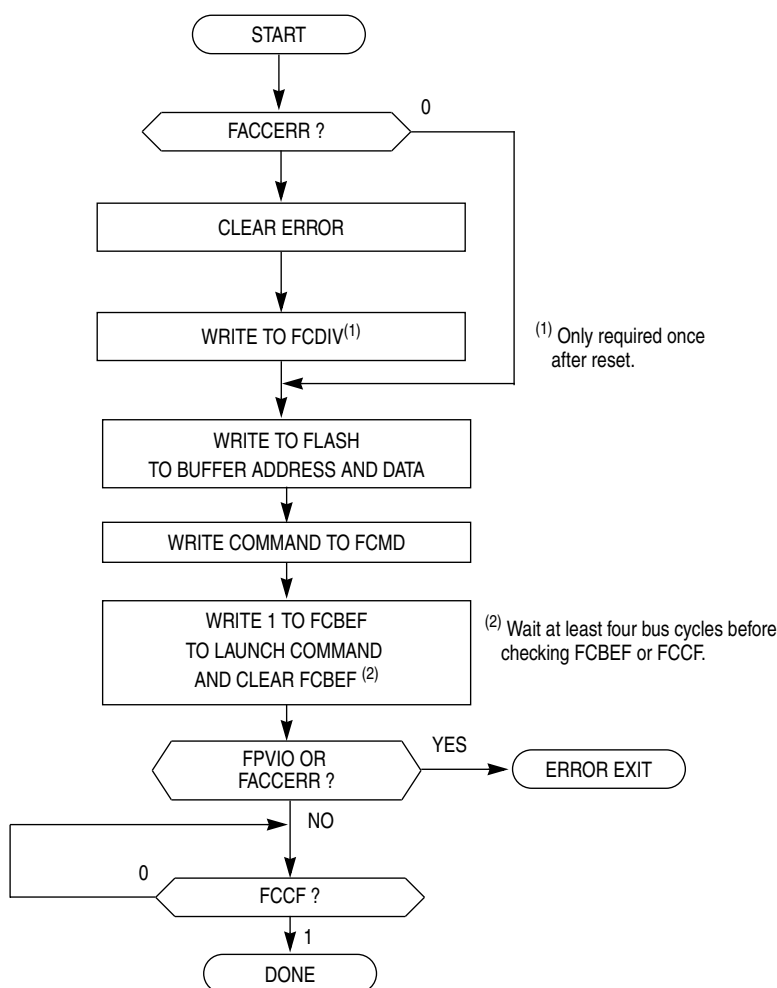 START
0
FACCERR ?
CLEAR ERROR
WRITE TO FCDIV(1)
(1) Only required once
after reset.
WRITE TO FLASH
TO BUFFER ADDRESS AND DATA
WRITE COMMAND TO FCMD
WRITE 1 TO FCBEF
TO LAUNCH COMMAND
AND CLEAR FCBEF (2)
(2) Wait at least four bus cycles before
checking FCBEF or FCCF.
FPVIO OR
FACCERR ?
YES
ERROR EXIT
NO
0
FCCF ?
1
DONE